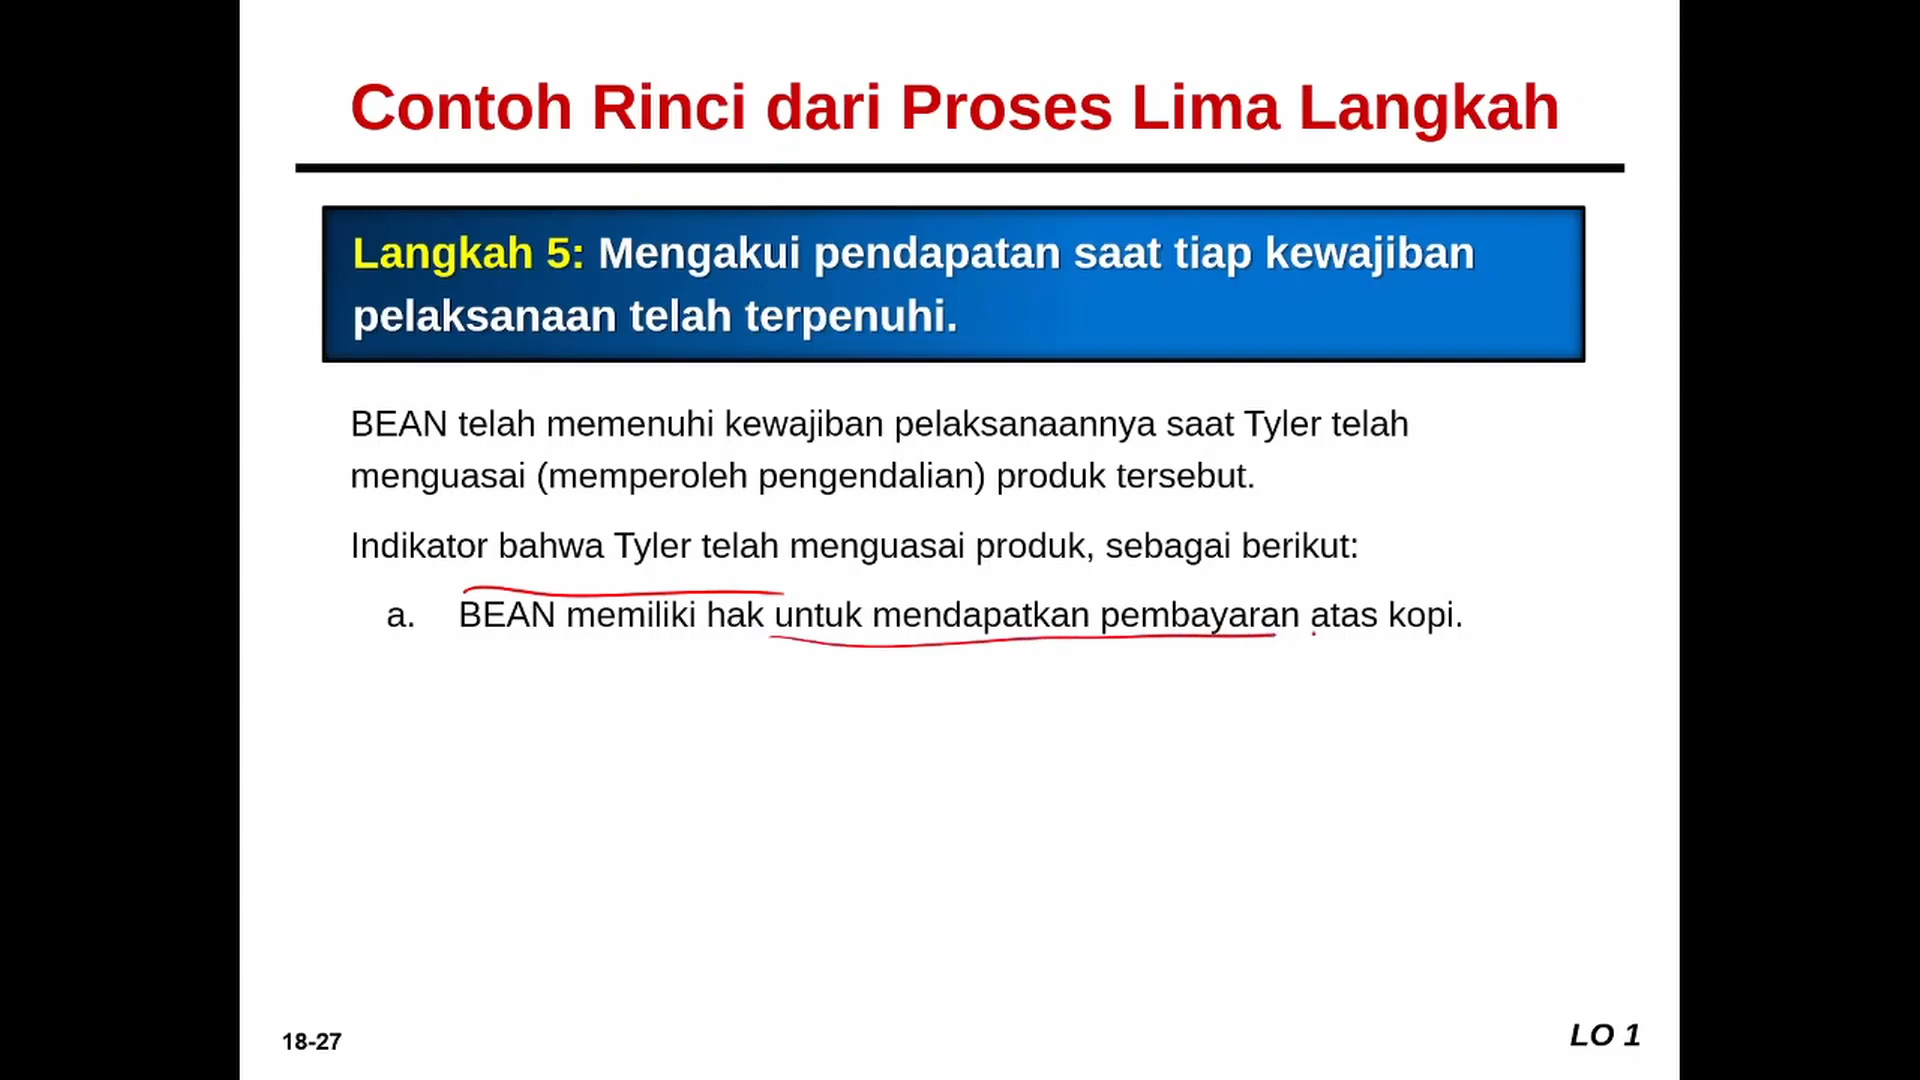 Contoh Rinci dari Proses Lima Langkah
Langkah 5: Mengakui pendapatan saat tiap kewajiban
pelaksanaan telah terpenuhi.
BEAN telah memenuhi kewajiban pelaksanaannya saat Tyler telah
menguasai (memperoleh pengendalian) produk tersebut.
Indikator bahwa Tyler telah menguasai produk, sebagai berikut:
a. BEAN memiliki hak untuk mendapatkan pembayaran atas kopi.
18-27
LO 1